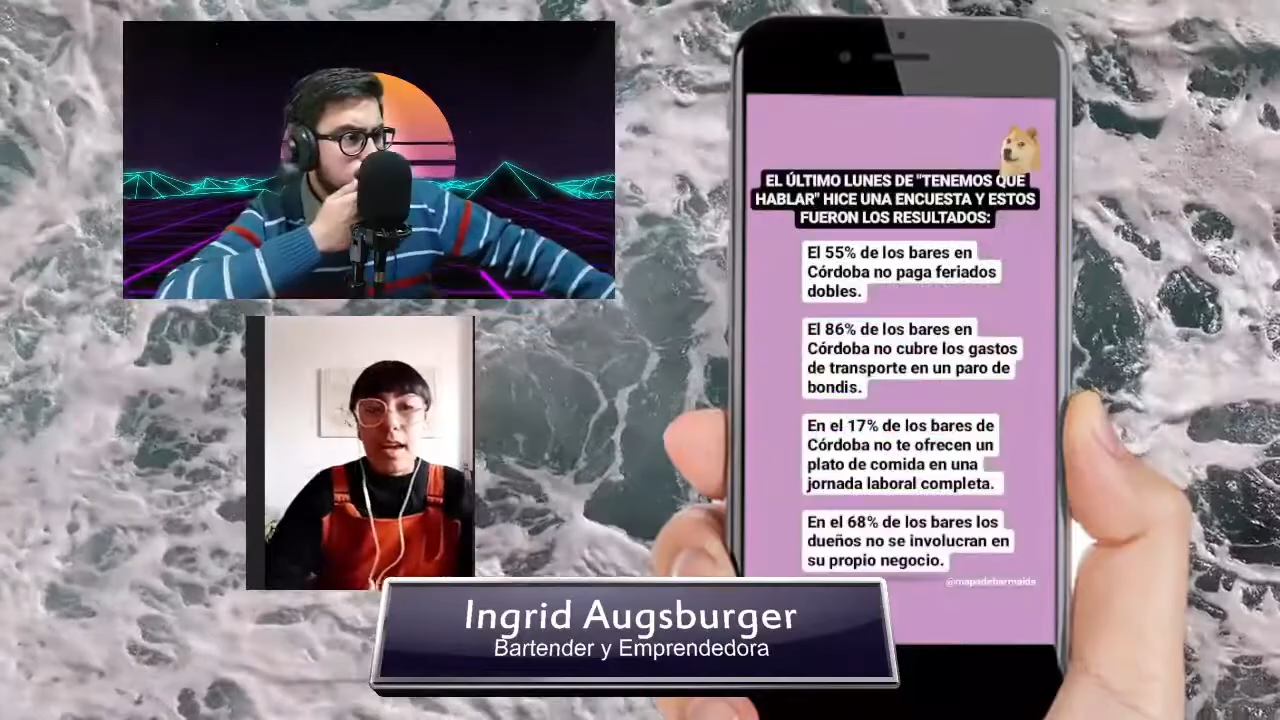 EL ÚLTIMO LUNES DE "TENEMOS QUE
HABLAR" HICE UNA ENCUESTA Y ESTOS
FUERON LOS RESULTADOS:
El 55% de los bares en
Córdoba no paga feriados
dobles.
El 86% de los bares en
Córdoba no cubre los gastos
de transporte en un paro de
bondis.
En el 17% de los bares de
Córdoba no te ofrecen un
plato de comida en una
jornada laboral completa.
En el 68% de los bares los
dueños no se involucran en
su propio negocio.
@mapadebarmaids
Ingrid Augsburger
Bartender y Emprendedora